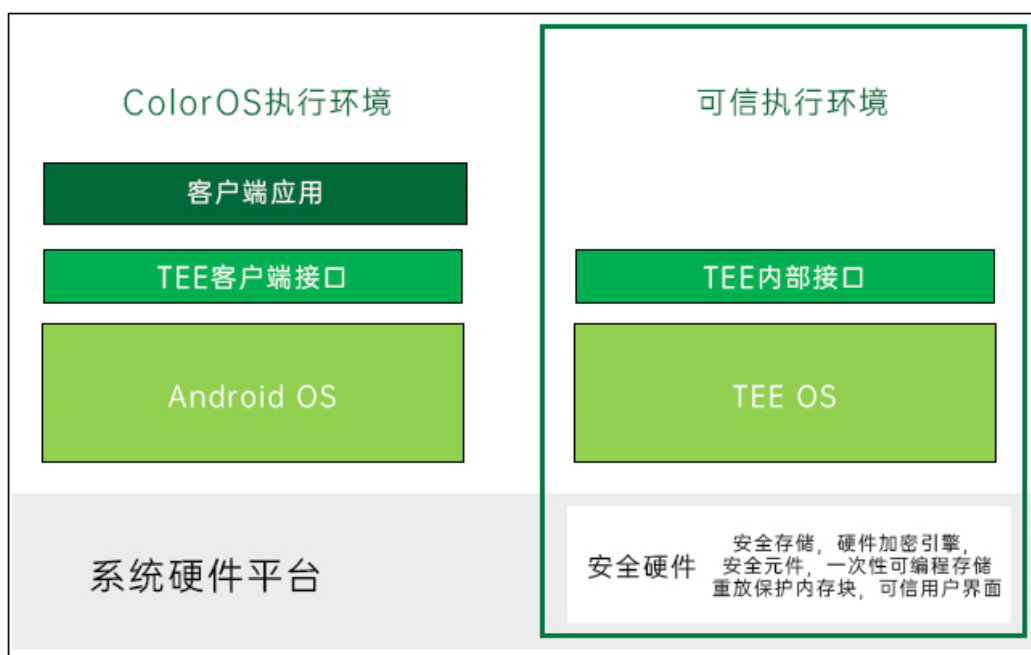 ColorOS执行环境
客户端应用
TEE客户端接口
Android OS
可信执行环境
TEE内部接口
TEE OS
系统硬件平台
安全硬件
安全存储，硬件加密引擎，
安全元件，一次性可编程存储
重放保护内存块，可信用户界面